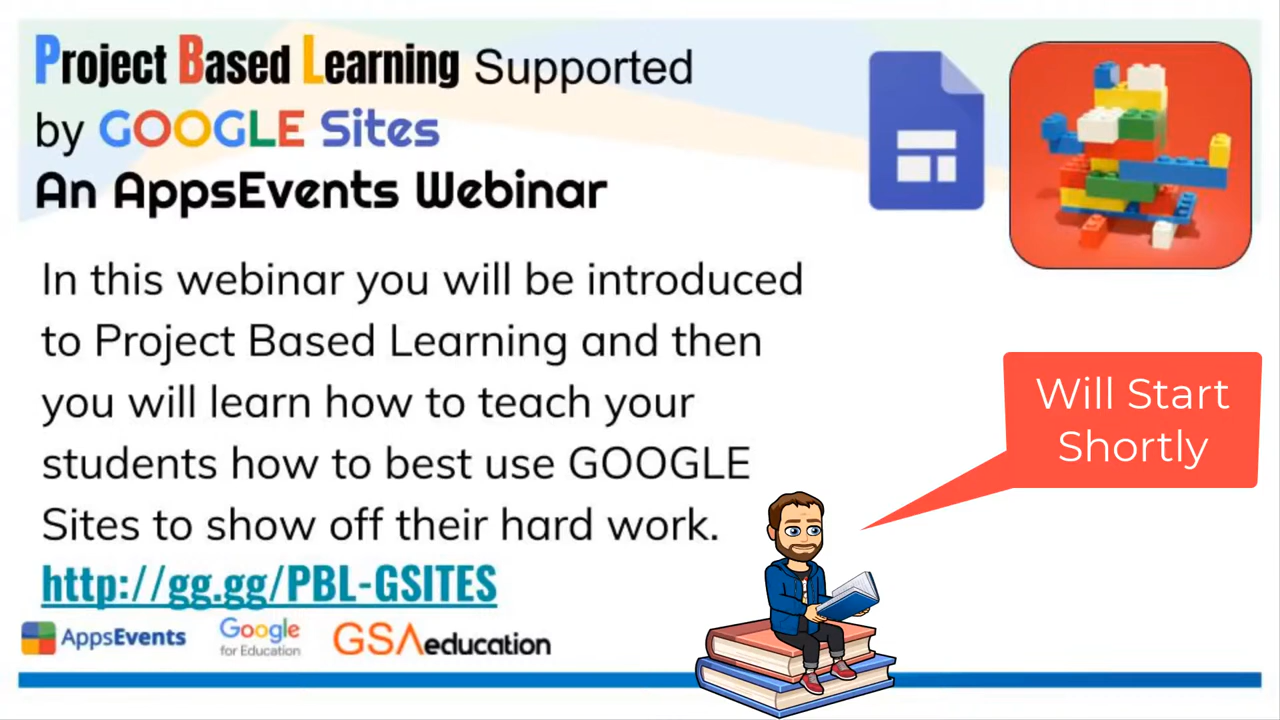 Project Based Learning Supported
by GOOGLE Sites
An AppsEvents Webinar
In this webinar you will be introduced
to Project Based Learning and then
you will learn how to teach your
students how to best use GOOGLE
Sites to show off their hard work.
http://gg.gg/PBL-GSITES
Will Start
Shortly
AppsEvents
Google
for Education
GSAeducation